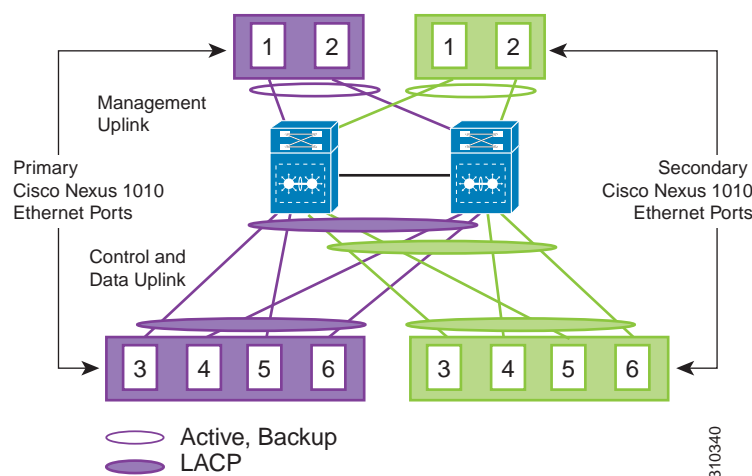 1 2 1 2
Management
Uplink
Primary
Cisco Nexus 1010
Ethernet Ports
Secondary
Cisco Nexus 1010
Ethernet Ports
Control and
Data Uplink
3 4 5 6 3 4 5 6
Active, Backup
LACP
310340